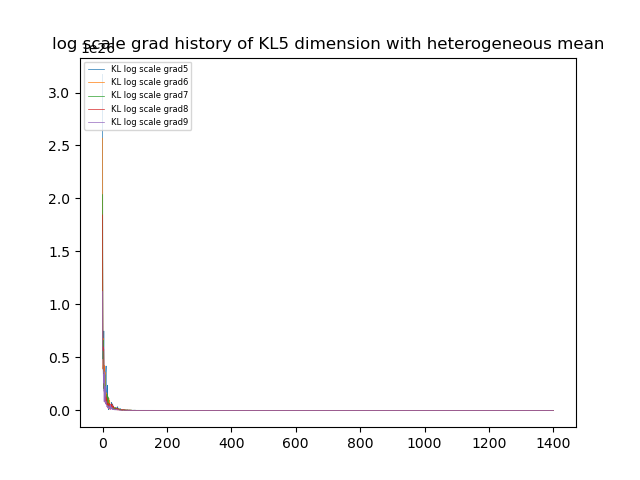 log scale grad history of KL5 dimension with heterogeneous mean
1e26
KL log scale grad5
KL log scale grad6
KL log scale grad7
KL log scale grad8
KL log scale grad9
3.0
2.5
2.0
1.5
1.0
0.5
0.0
0 200 400 600 800 1000 1200 1400